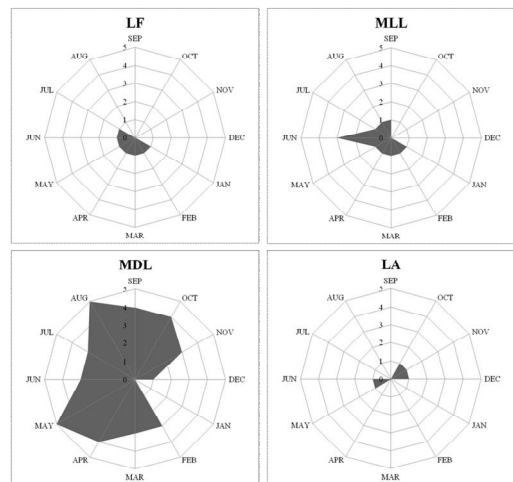 LF
SEP
OCT
NOV
DEC
JAN
FEB
MAR
APR
MAY
JUN
JUL
AUG
5
4
3
2
1
0
MLL
SEP
OCT
NOV
DEC
JAN
FEB
MAR
APR
MAY
JUN
JUL
AUG
5
4
3
2
1
0
MDL
SEP
OCT
NOV
DEC
JAN
FEB
MAR
APR
MAY
JUN
JUL
AUG
5
4
3
2
1
0
LA
SEP
OCT
NOV
DEC
JAN
FEB
MAR
APR
MAY
JUN
JUL
AUG
5
4
3
2
1
0